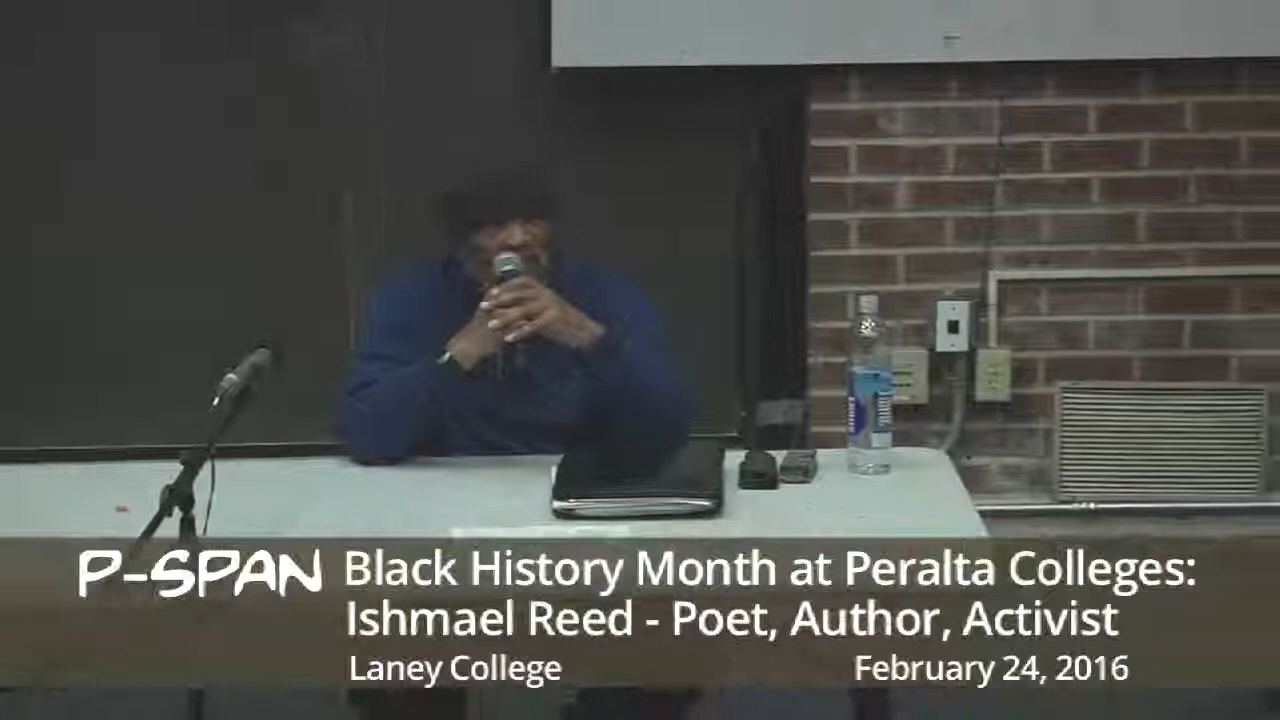 P-SPAN Black History Month at Peralta Colleges:
Ishmael Reed - Poet, Author, Activist
Laney College February 24, 2016